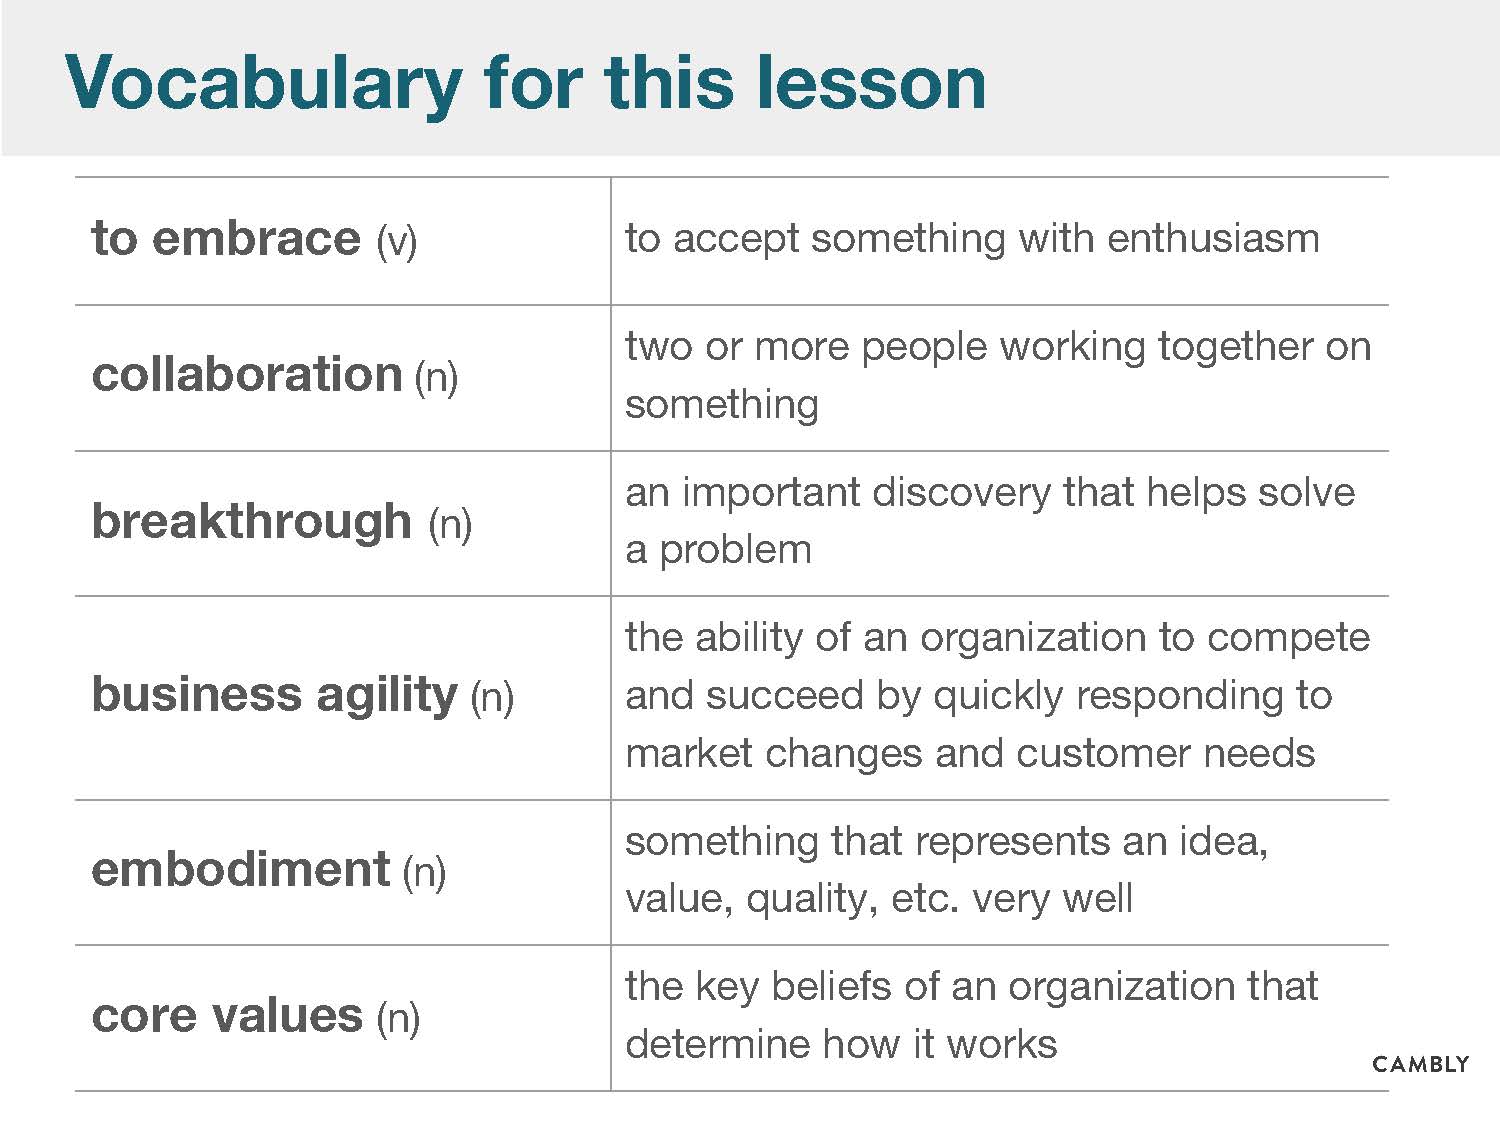 Vocabulary for this lesson
to embrace (v)
to accept something with enthusiasm
collaboration (n)
two or more people working together on
something
breakthrough (n)
an important discovery that helps solve
a problem
business agility (n)
the ability of an organization to compete
and succeed by quickly responding to
market changes and customer needs
embodiment (n)
something that represents an idea,
value, quality, etc. very well
core values (n)
the key beliefs of an organization that
determine how it works
CAMBLY